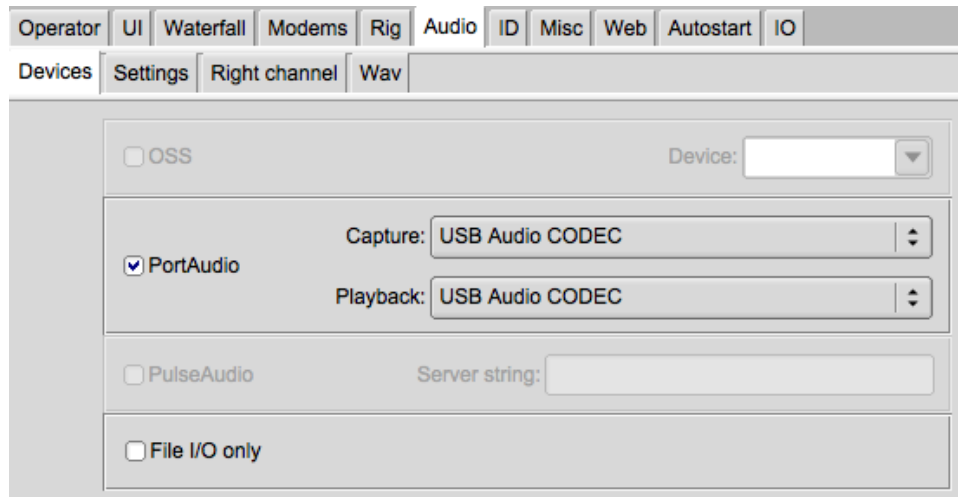 Operator UI Waterfall Modems Rig Audio ID Misc Web Autostart IO
Devices Settings Right channel Wav
OSS Device:
Capture: USB Audio CODEC
PortAudio
Playback: USB Audio CODEC
PulseAudio Server string:
File I/O only